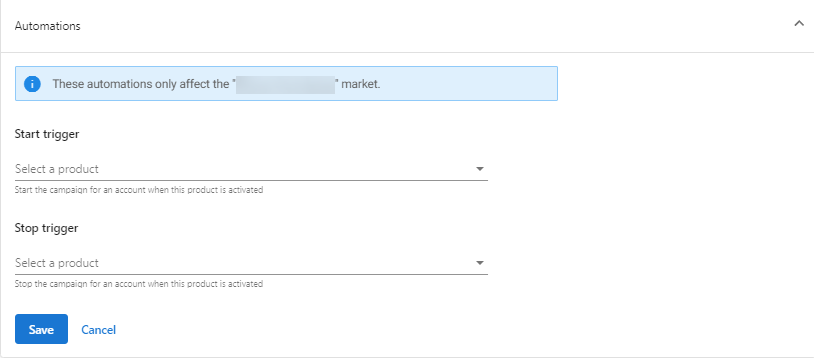 Automations
These automations only affect the " " market.
Start trigger
Select a product
Start the campaign for an account when this product is activated
Stop trigger
Select a product
Stop the campaign for an account when this product is activated
Save Cancel